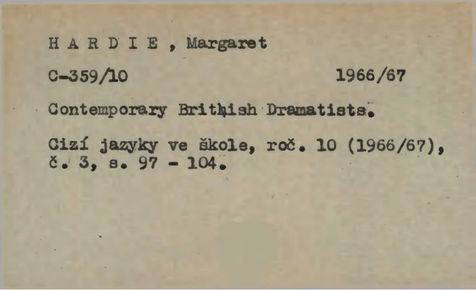 H A R D I E , Margaret
C-359/10 1966/67
Contemporary Brithish Dramatists.
Cizí jazyky ve škole, roč. 10 (1966/67),
č. 3, s. 97 - 104.